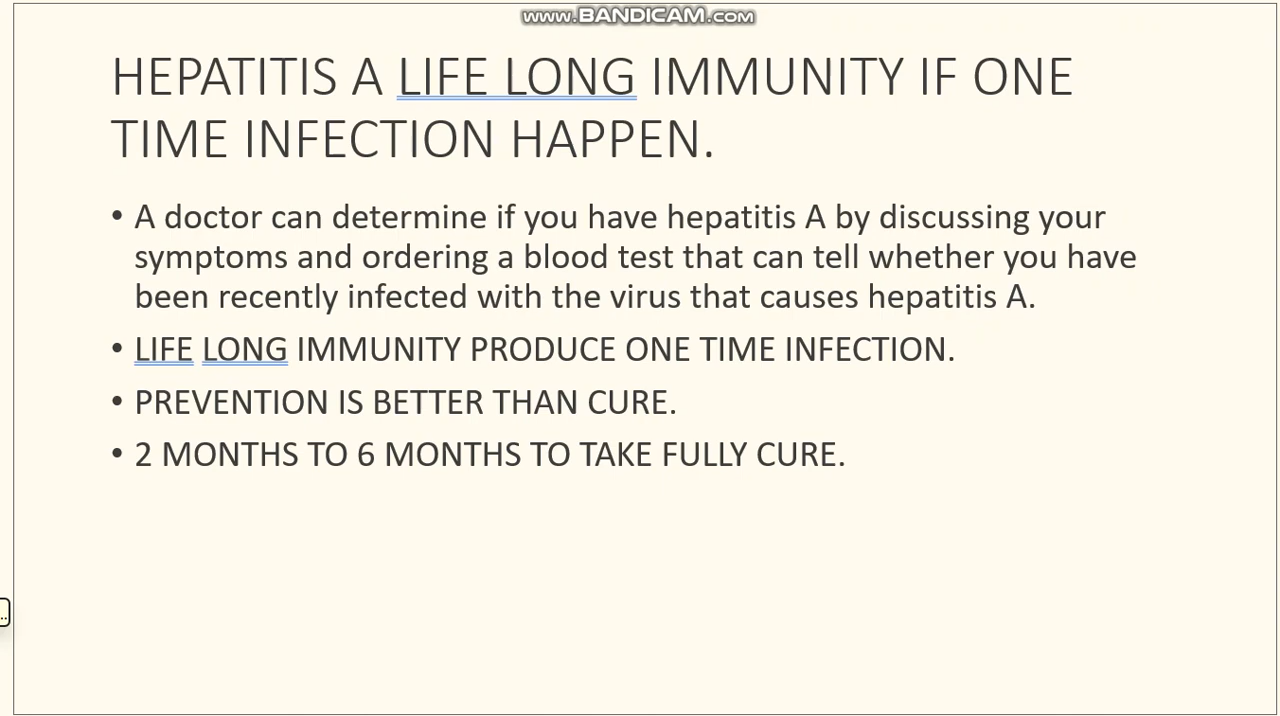 www.BANDICAM.com
HEPATITIS A LIFE LONG IMMUNITY IF ONE
TIME INFECTION HAPPEN.
• A doctor can determine if you have hepatitis A by discussing your
symptoms and ordering a blood test that can tell whether you have
been recently infected with the virus that causes hepatitis A.
• LIFE LONG IMMUNITY PRODUCE ONE TIME INFECTION.
• PREVENTION IS BETTER THAN CURE.
• 2 MONTHS TO 6 MONTHS TO TAKE FULLY CURE.